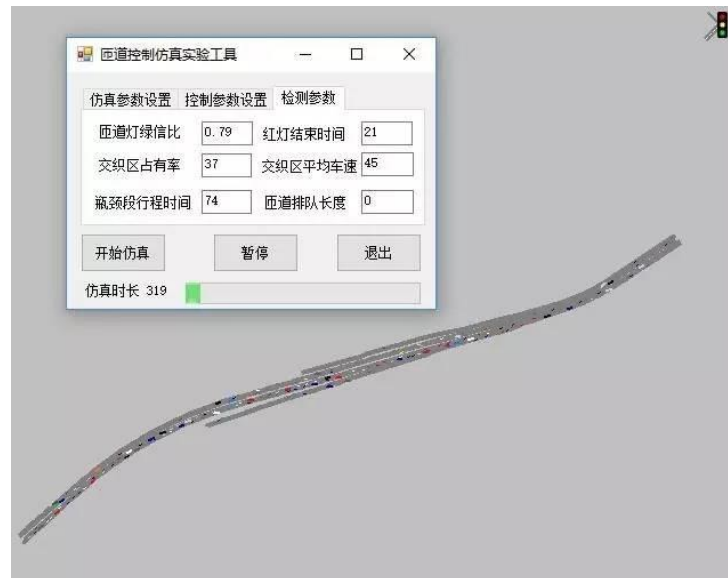 匝道控制仿真实验工具
仿真参数设置 控制参数设置 检测参数
匝道灯绿信比 0.79 红灯结束时间 21
交织区占有率 37 交织区平均车速 45
瓶颈段行程时间 74 匝道排队长度 0
开始仿真 暂停 退出
仿真时长 319